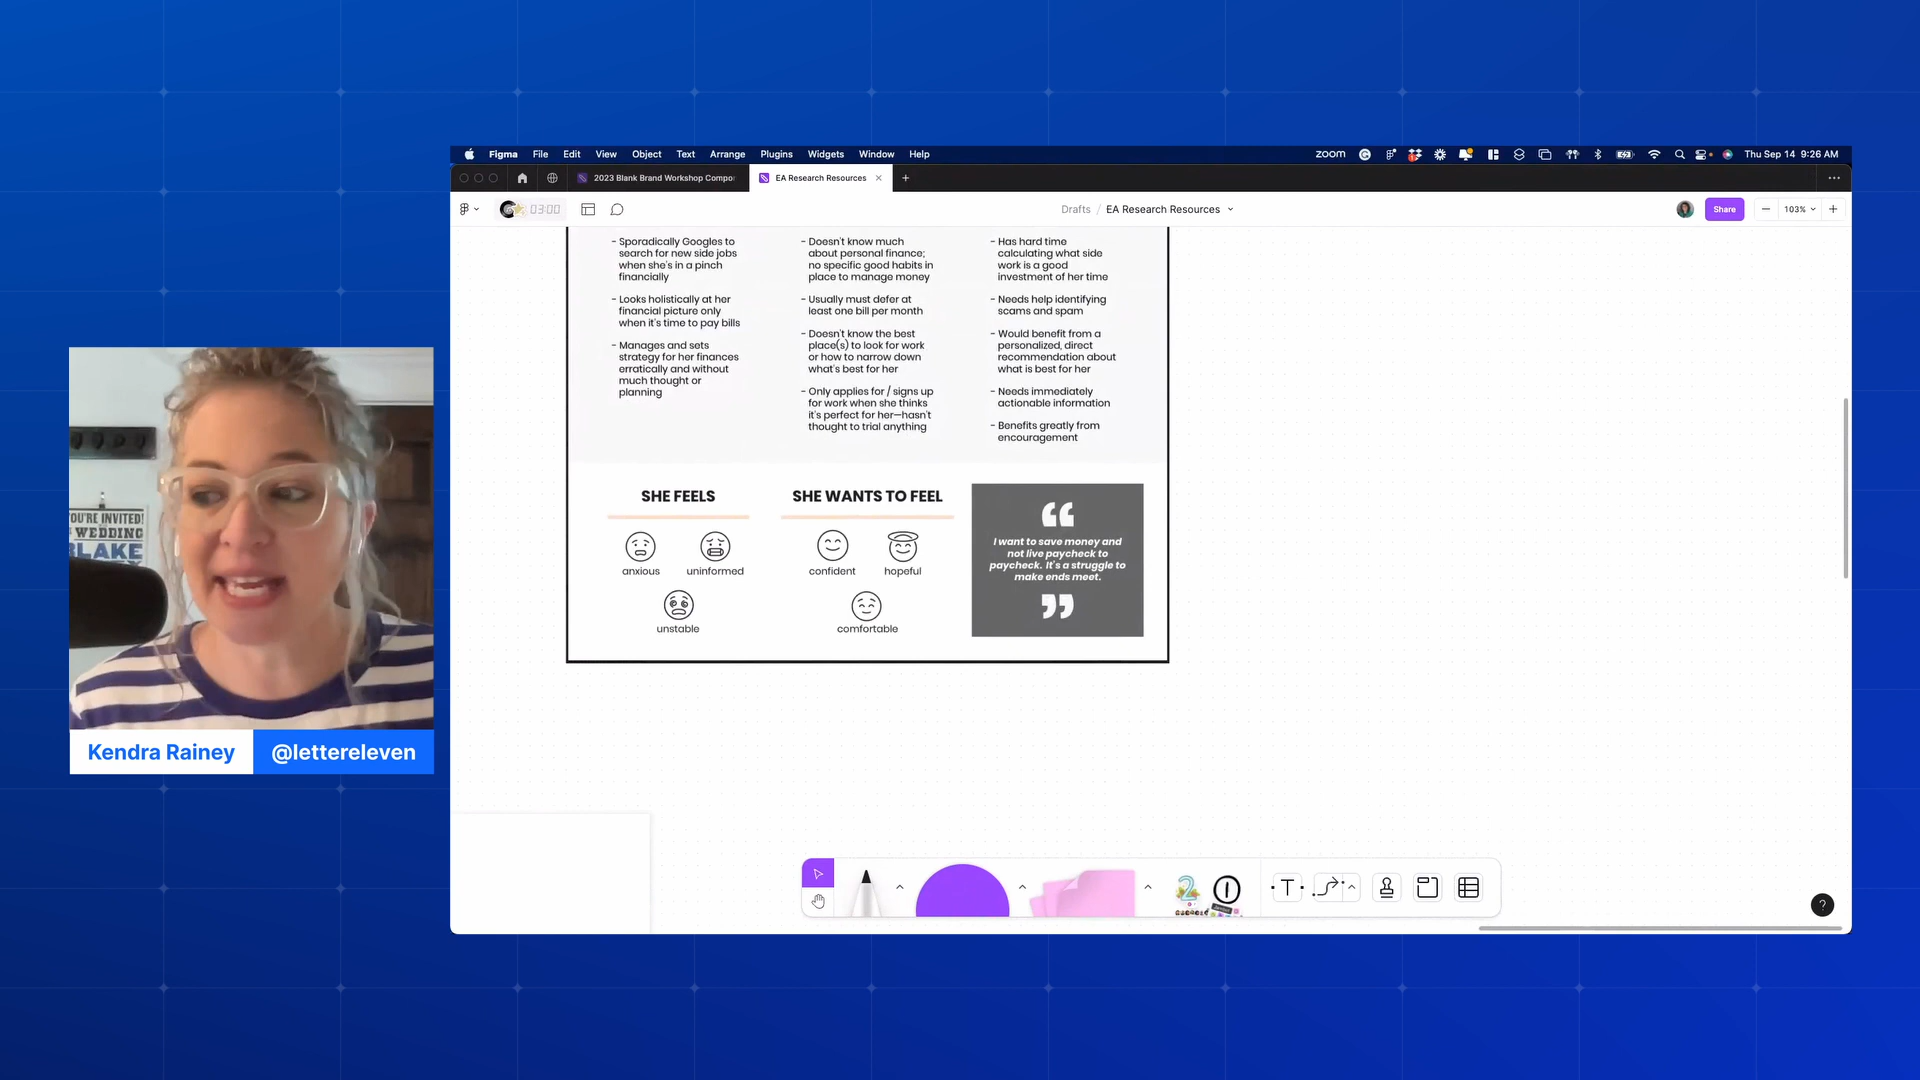 Figma File Edit View Object Text Arrange Plugins Widgets Window Help
zoom
Thu Sep 14 9:26 AM
2023 Blank Brand Workshop Compo
EA Research Resources
03:00
Drafts / EA Research Resources
Share
103%
- Sporadically Googles to
search for new side jobs
when she's in a pinch
financially
- Looks holistically at her
financial picture only
when it's time to pay bills
- Manages and sets
strategy for her finances
erratically and without
much thought or
planning
- Doesn't know much
about personal finance;
no specific good habits in
place to manage money
- Usually must defer at
least one bill per month
- Doesn't know the best
place(s) to look for work
or how to narrow down
what's best for her
- Only applies for / signs up
for work when she thinks
it's perfect for her—hasn't
thought to trial anything
- Has hard time
calculating what side
work is a good
investment of her time
- Needs help identifying
scams and spam
- Would benefit from a
personalized, direct
recommendation about
what is best for her
- Needs immediately
actionable information
- Benefits greatly from
encouragement
SHE FEELS
anxious
uninformed
unstable
SHE WANTS TO FEEL
confident
hopeful
comfortable
“
I want to save money and
not live paycheck to
paycheck. It's a struggle to
make ends meet.
”
YOU'RE INVITED!
WEDDING
BLAKE
Kendra Rainey
@lettereleven
T
?